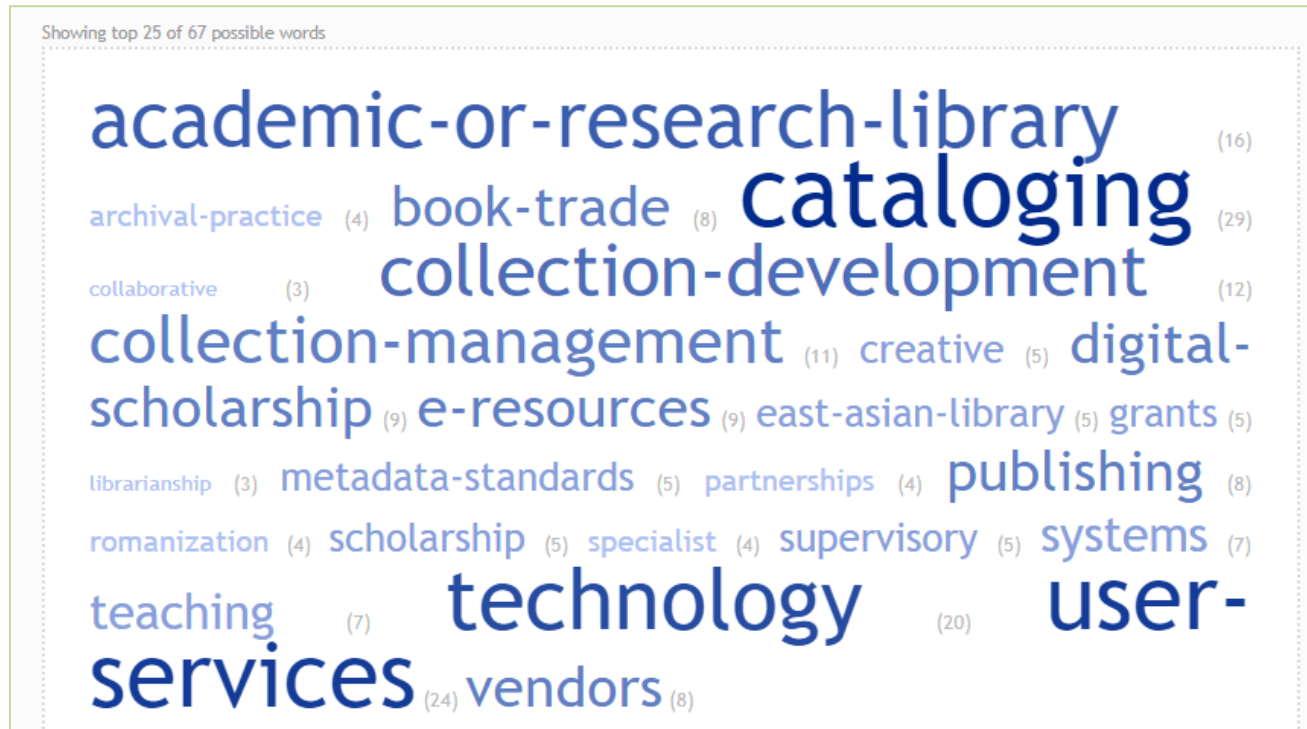 Showing top 25 of 67 possible words
academic-or-research-library (16)
archival-practice (4) book-trade (8) cataloging (29)
collaborative (3) collection-development (12)
collection-management (11) creative (5) digital-
scholarship (9) e-resources (9) east-asian-library (5) grants (5)
librarianship (3) metadata-standards (5) partnerships (4) publishing (8)
romanization (4) scholarship (5) specialist (4) supervisory (5) systems (7)
teaching (7) technology (20) user-
services (24) vendors (8)